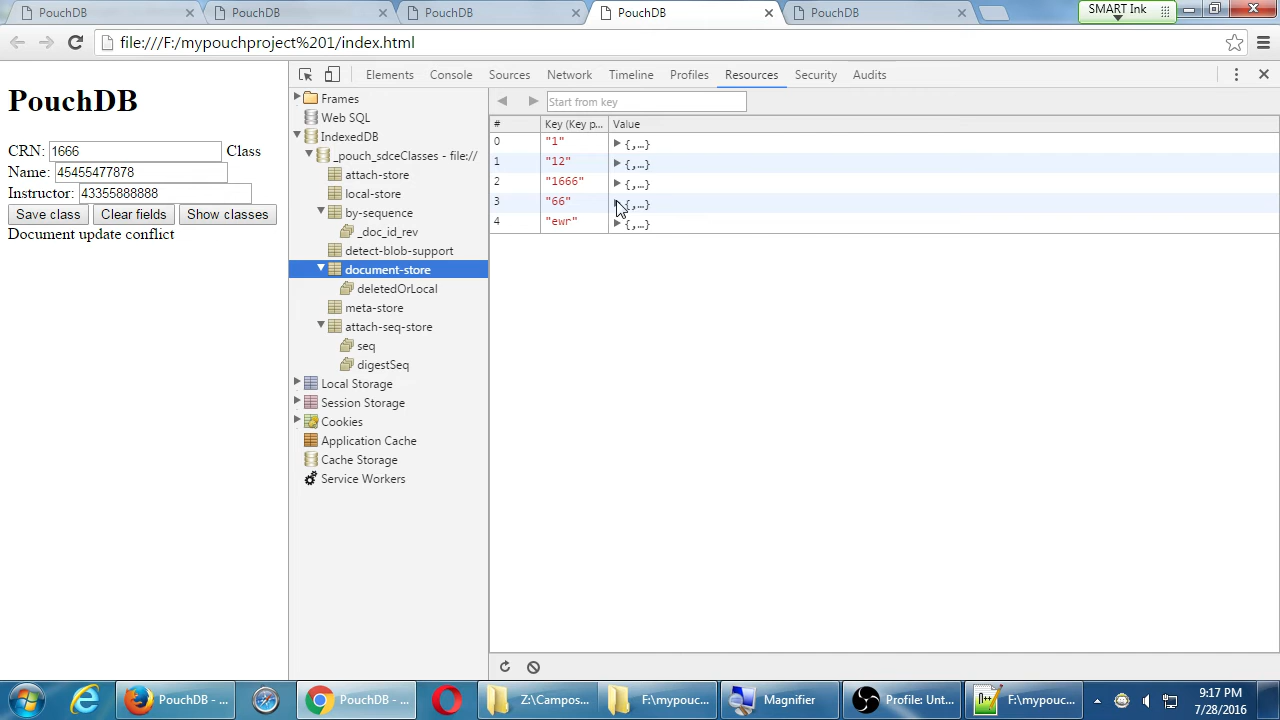 PouchDB
PouchDB
PouchDB
PouchDB
PouchDB
SMART Ink
file:///F:/mypouchproject%201/index.html
Elements Console Sources Network Timeline Profiles Resources Security Audits
PouchDB
CRN: 1666 Class
Name: 45455477878
Instructor: 43355888888
Save class Clear fields Show classes
Document update conflict
Frames
Web SQL
IndexedDB
_pouch_sdceClasses - file://
attach-store
local-store
by-sequence
_doc_id_rev
detect-blob-support
document-store
deletedOrLocal
meta-store
attach-seq-store
seq
digestSeq
Local Storage
Session Storage
Cookies
Application Cache
Cache Storage
Service Workers
Start from key
# Key (Key p... Value
0 "1" {,…}
1 "12" {,…}
2 "1666" {,…}
3 "66" {,…}
4 "ewr" {,…}
PouchDB - ...
PouchDB - ...
Z:\Campos...
F:\mypouc...
Magnifier
Profile: Unt...
F:\mypouc...
9:17 PM
7/28/2016